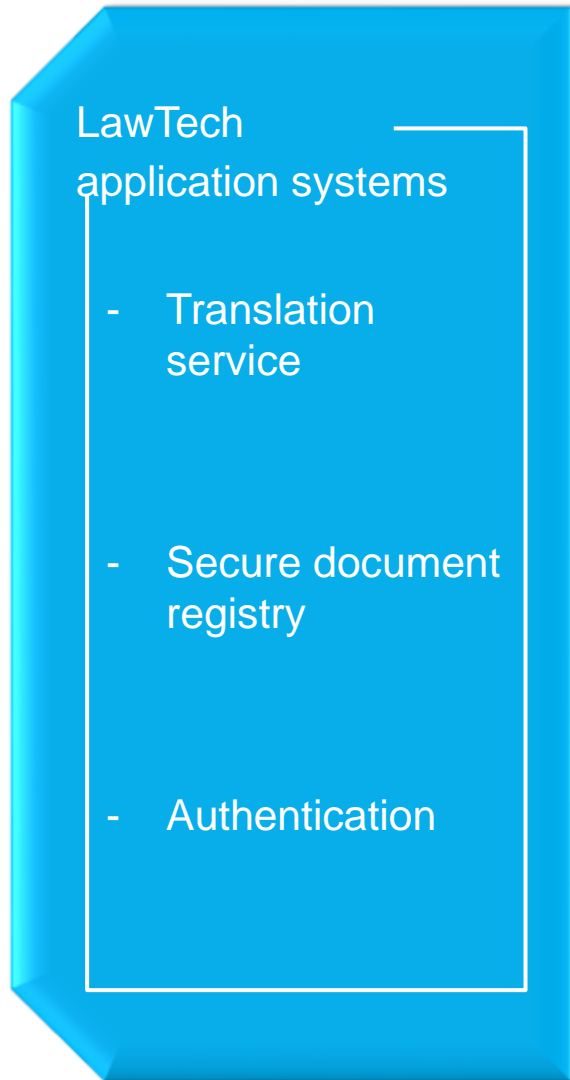 LawTech
application systems
- Translation
service
- Secure document
registry
- Authentication